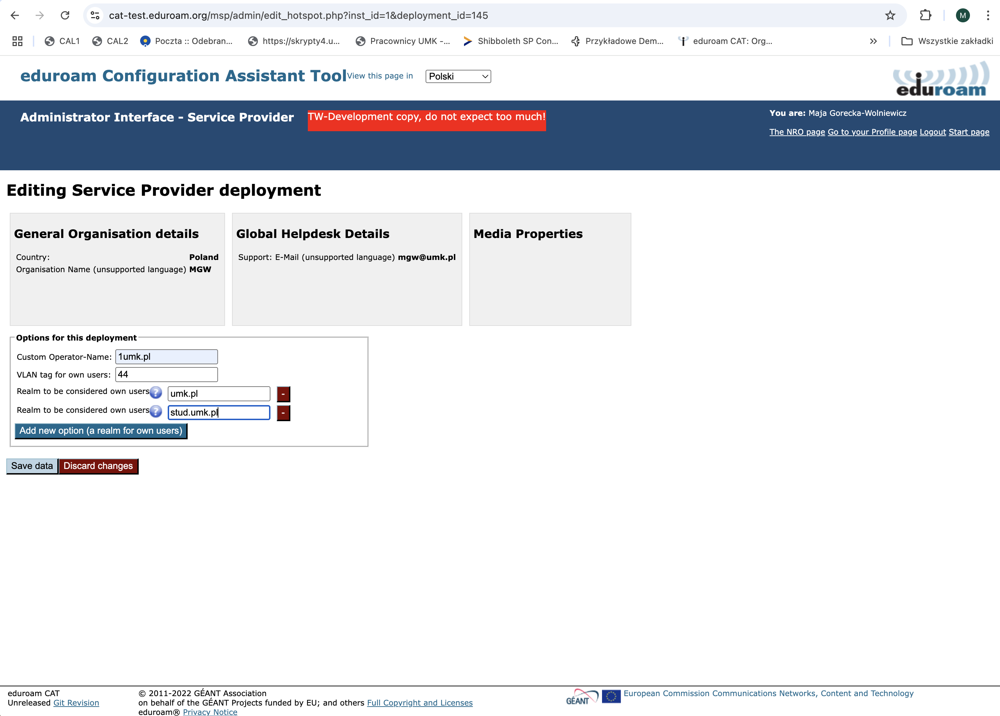 cat-test.eduroam.org/msp/admin/edit_hotspot.php?inst_id=1&deployment_id=145
M
CAL1
CAL2
Poczta :: Odebran...
https://skrypty4.u...
Pracownicy UMK -...
Shibboleth SP Con...
Przykładowe Dem...
eduroam CAT: Org...
Wszystkie zakładki
eduroam Configuration Assistant Tool
View this page in
Polski
eduroam
Administrator Interface - Service Provider
TW-Development copy, do not expect too much!
You are: Maja Gorecka-Wolniewicz
The NRO page Go to your Profile page Logout Start page
Editing Service Provider deployment
General Organisation details
Country: Poland
Organisation Name (unsupported language) MGW
Global Helpdesk Details
Support: E-Mail (unsupported language) mgw@umk.pl
Media Properties
Options for this deployment
Custom Operator-Name: 1umk.pl
VLAN tag for own users: 44
Realm to be considered own users ? umk.pl -
Realm to be considered own users ? stud.umk.pl -
Add new option (a realm for own users)
Save data Discard changes
eduroam CAT
Unreleased Git Revision
© 2011-2022 GÉANT Association
on behalf of the GÉANT Projects funded by EU; and others Full Copyright and Licenses
eduroam® Privacy Notice
GÉANT
European Commission Communications Networks, Content and Technology